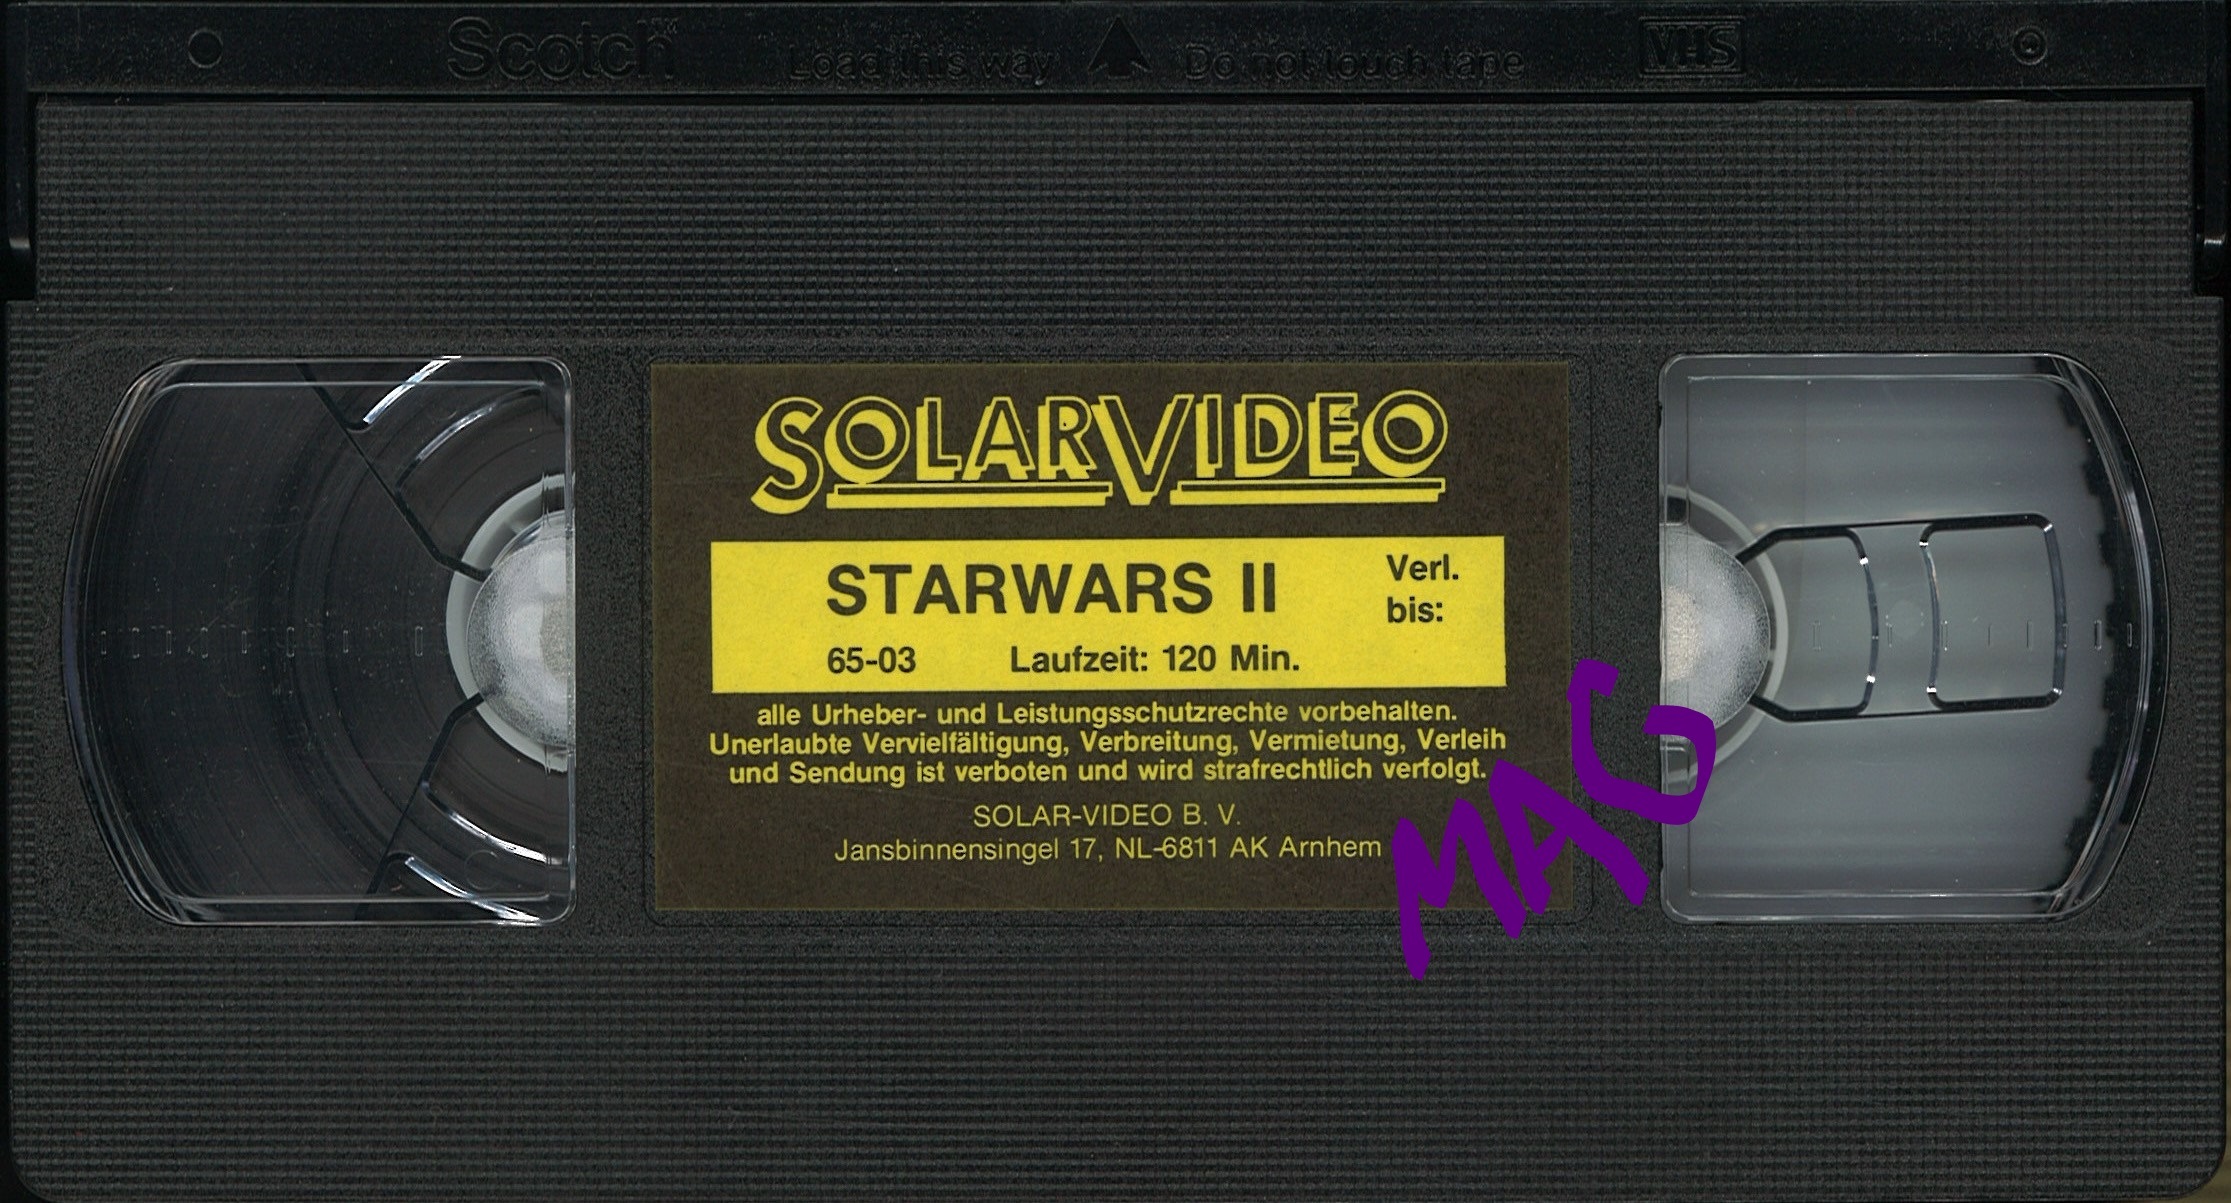 Scotch™
Load this way Do not touch tape VHS
SOLARVIDEO
STARWARS II Verl.
bis:
65-03 Laufzeit: 120 Min.
alle Urheber- und Leistungsschutzrechte vorbehalten.
Unerlaubte Vervielfältigung, Verbreitung, Vermietung, Verleih
und Sendung ist verboten und wird strafrechtlich verfolgt.
SOLAR-VIDEO B. V.
Jansbinnensingel 17, NL-6811 AK Arnhem
MAG